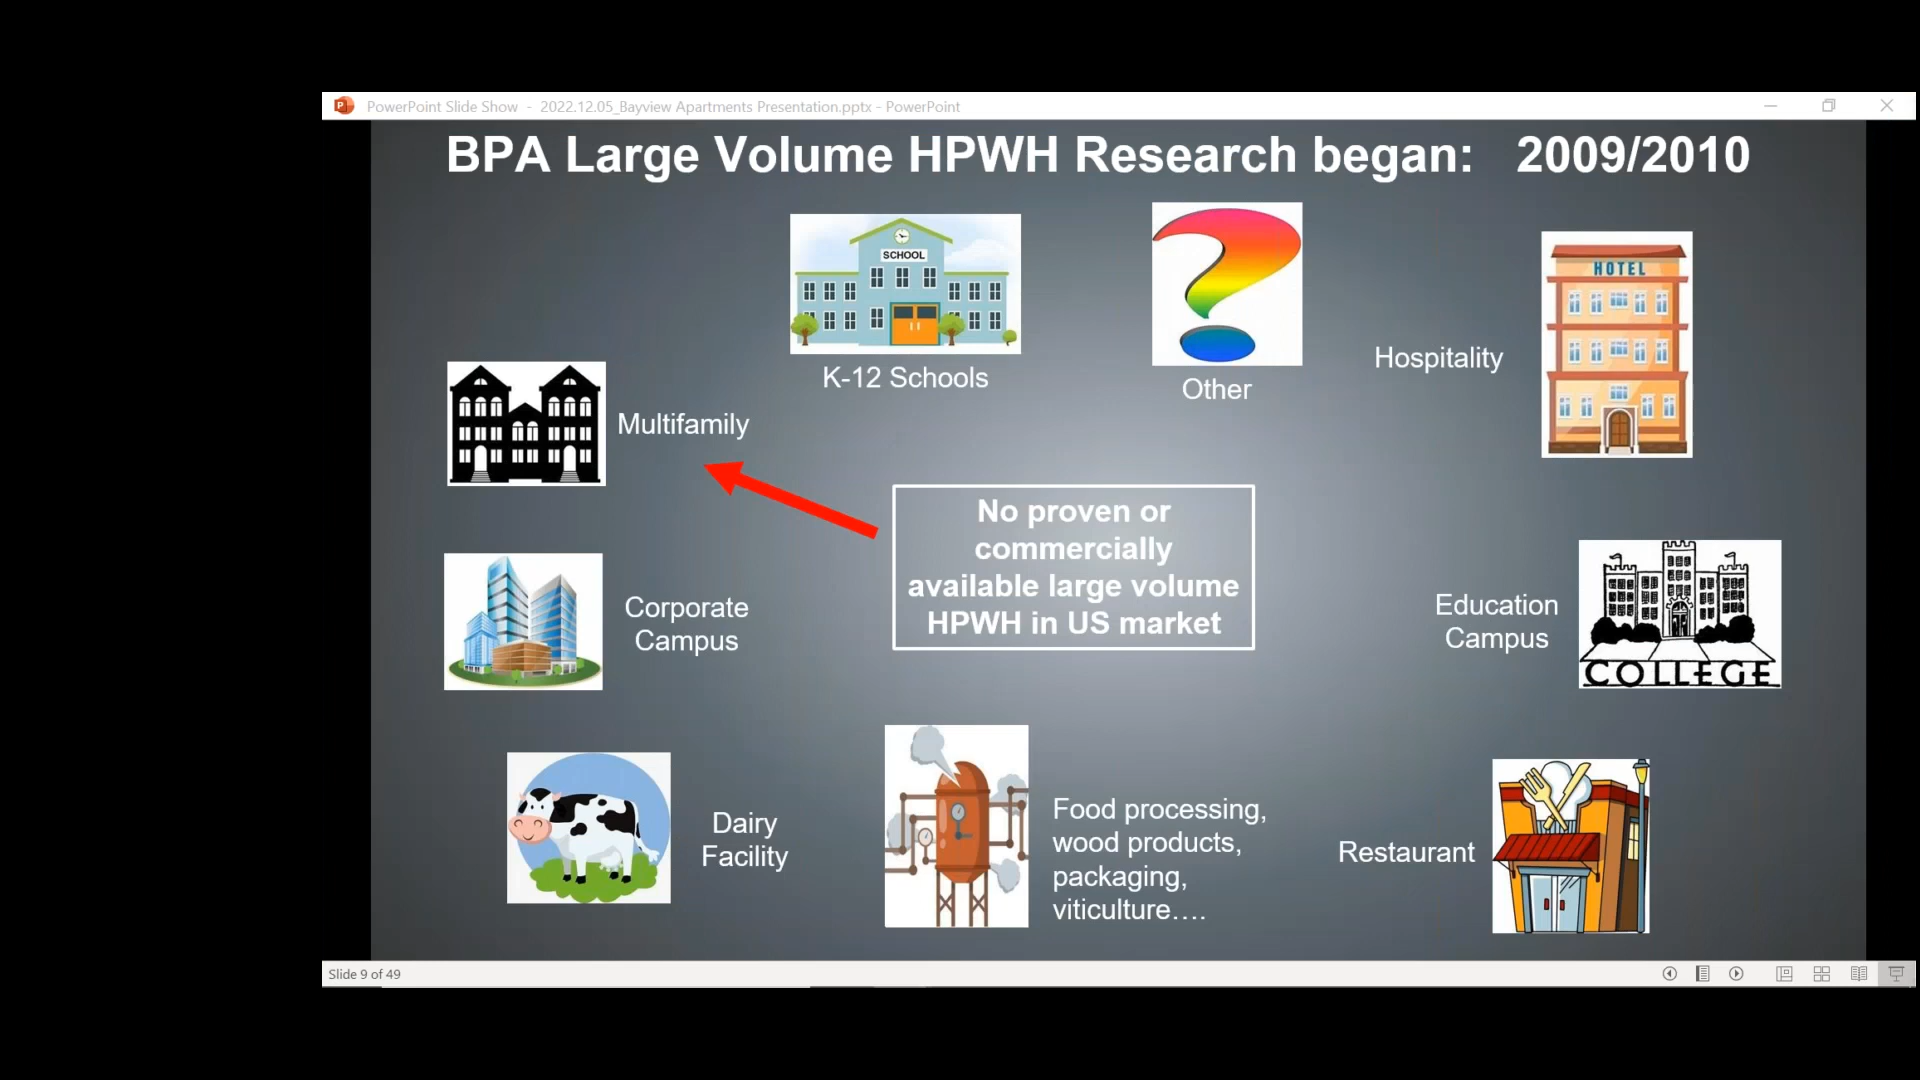 PowerPoint Slide Show - 2022.12.05_Bayview Apartments Presentation.pptx - PowerPoint
BPA Large Volume HPWH Research began: 2009/2010
SCHOOL
K-12 Schools
Other
HOTEL
Hospitality
Multifamily
No proven or
commercially
available large volume
HPWH in US market
Corporate
Campus
Education
Campus
COLLEGE
Dairy
Facility
Food processing,
wood products,
packaging,
viticulture....
Restaurant
Slide 9 of 49